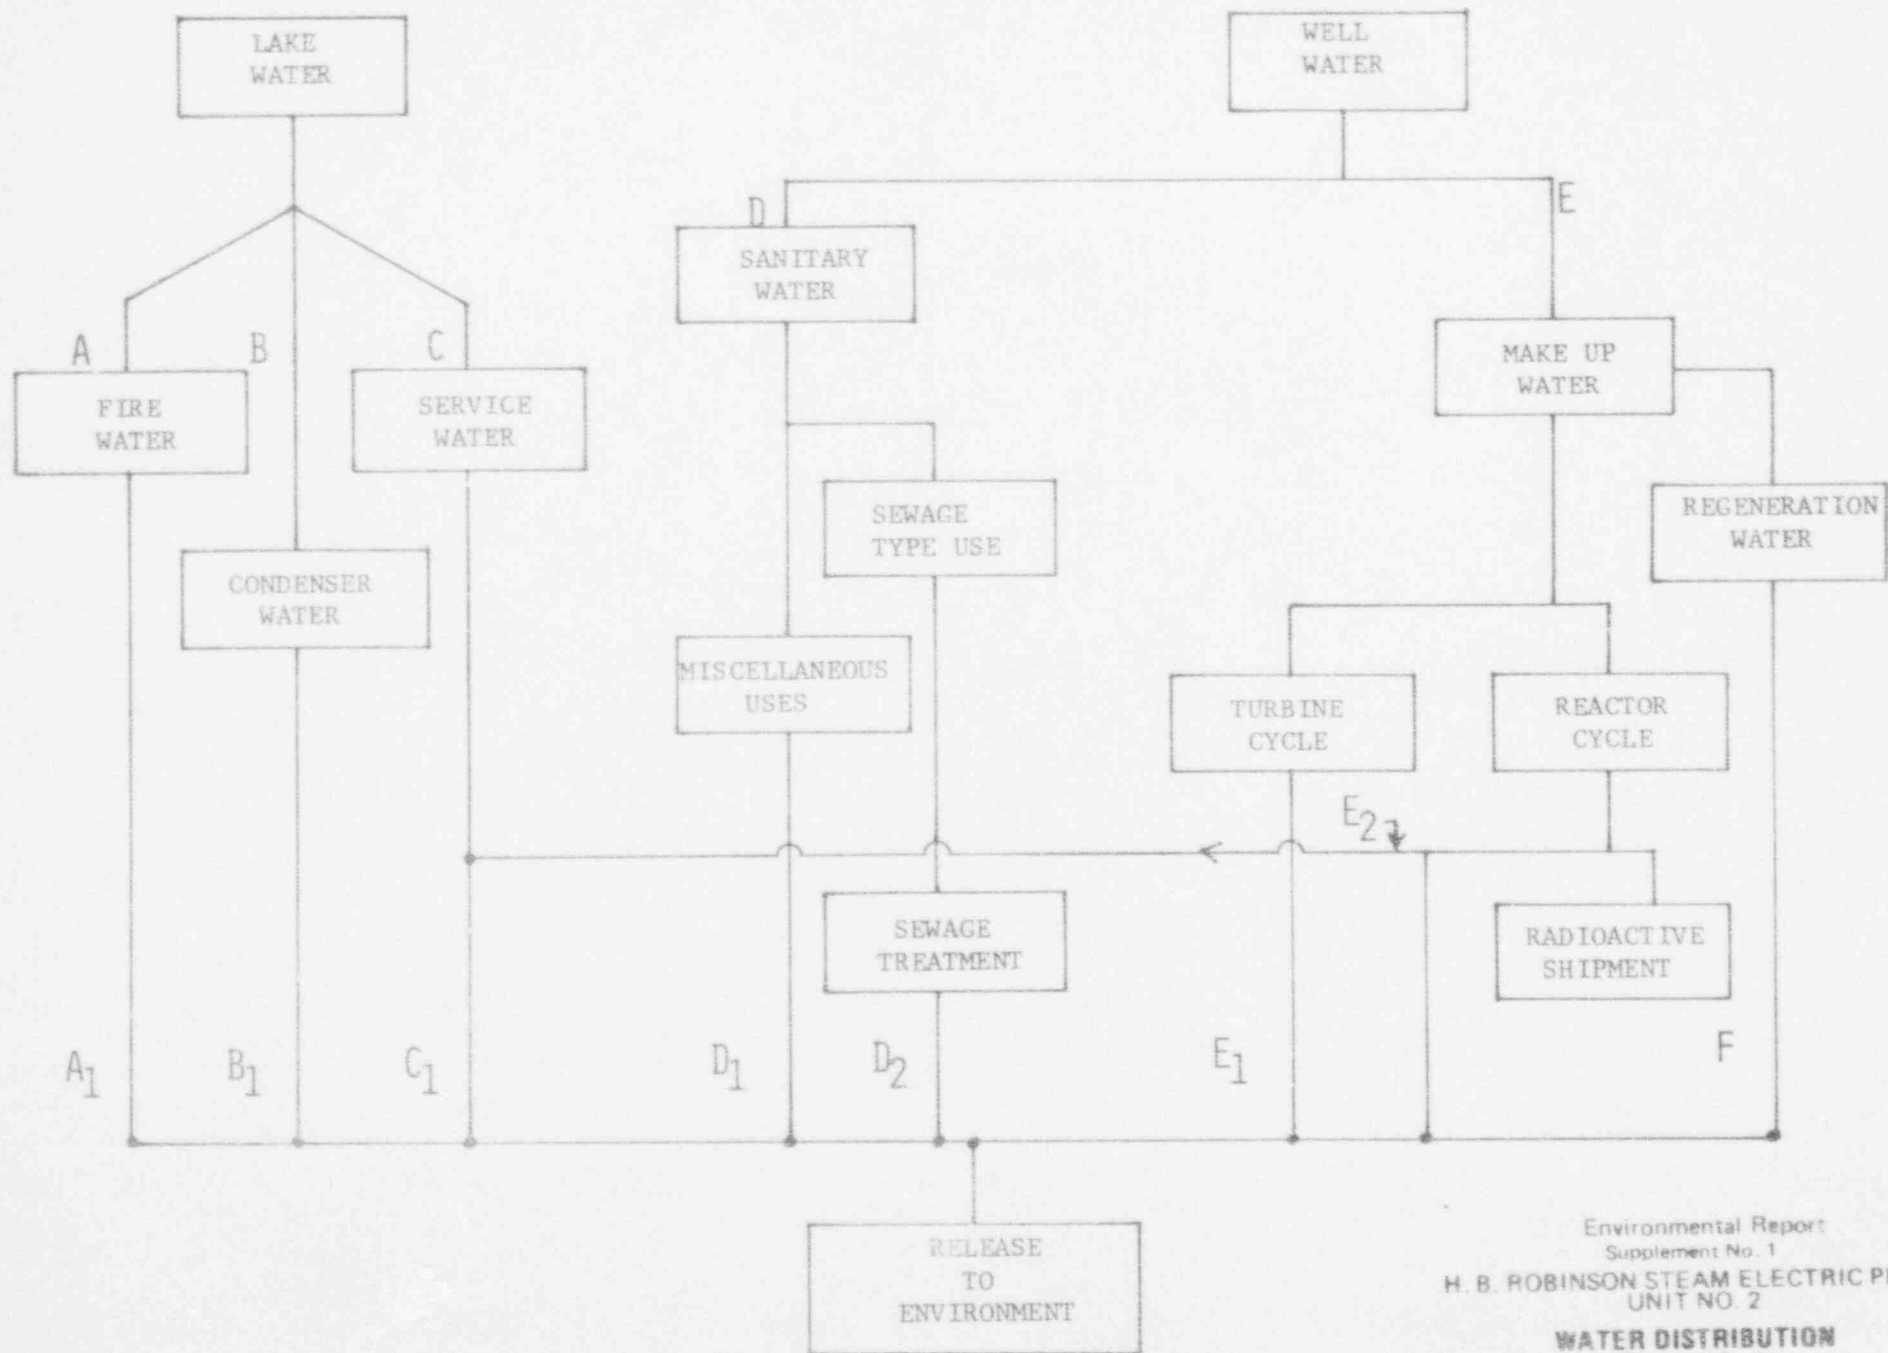 LAKE
WATER
WELL
WATER
D
E
SANITARY
WATER
A
B
C
MAKE UP
WATER
FIRE
WATER
SERVICE
WATER
SEWAGE
TYPE USE
REGENERATION
WATER
CONDENSER
WATER
MISCELLANEOUS
USES
TURBINE
CYCLE
REACTOR
CYCLE
E2
SEWAGE
TREATMENT
RADIOACTIVE
SHIPMENT
A1
B1
C1
D1
D2
E1
F
RELEASE
TO
ENVIRONMENT
Environmental Report
Supplement No. 1
H. B. ROBINSON STEAM ELECTRIC
UNIT NO. 2
WATER DISTRIBUTION